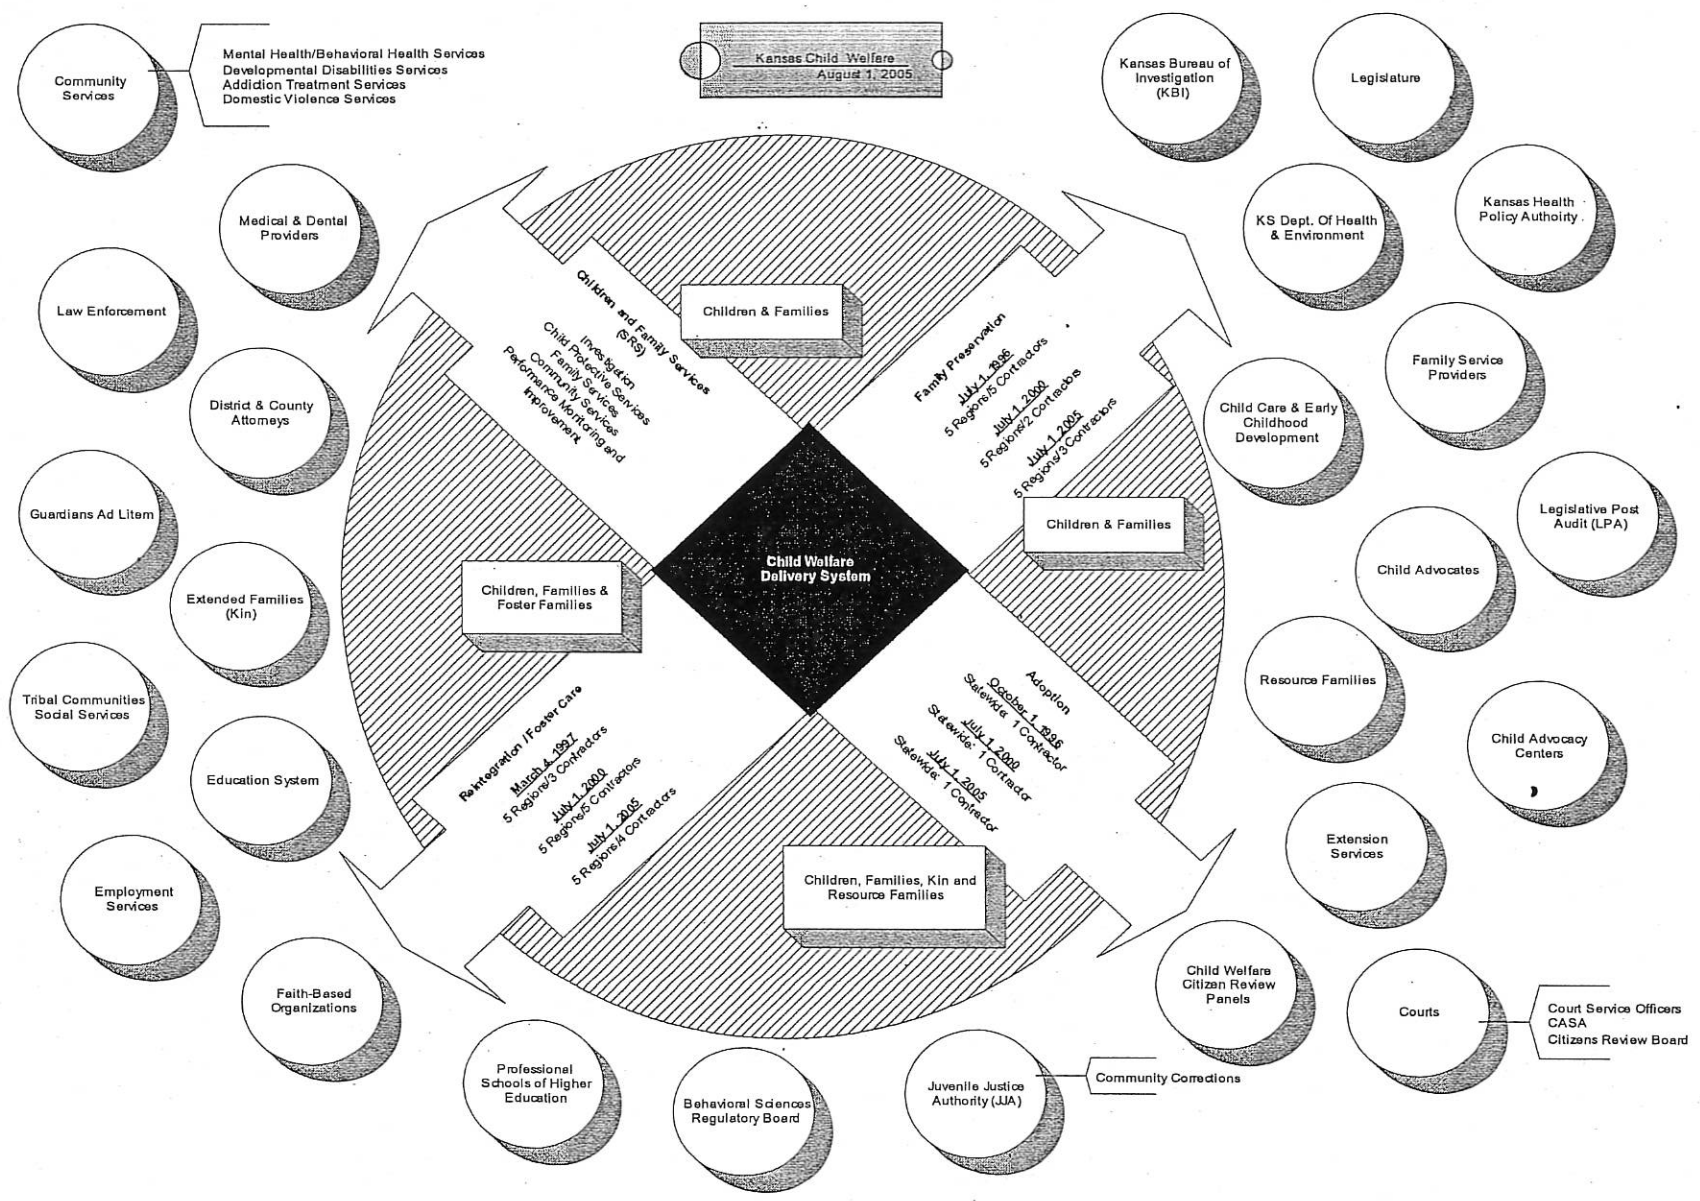 Kansas Child Welfare
August 1, 2005
Community
Services
Mental Health/Behavioral Health Services
Developmental Disabilities Services
Addiction Treatment Services
Domestic Violence Services
Medical & Dental
Providers
Law Enforcement
District & County
Attorneys
Guardians Ad Litem
Extended Families
(Kin)
Tribal Communities
Social Services
Education System
Employment
Services
Faith-Based
Organizations
Professional
Schools of Higher
Education
Behavioral Sciences
Regulatory Board
Juvenile Justice
Authority (JJA)
Community Corrections
Child Welfare
Citizen Review
Panels
Courts
Court Service Officers
CASA
Citizens Review Board
Extension
Services
Child Advocacy
Centers
Resource Families
Child Advocates
Legislative Post
Audit (LPA)
Child Care & Early
Childhood
Development
Family Service
Providers
KS Dept. Of Health
& Environment
Kansas Health
Policy Authoirty
Kansas Bureau of
Investigation
(KBI)
Legislature
Children and Family Services
(SRS)
Investigation
Child Protective Services
Family Services
Community Services
Performance Monitoring and
Improvement
Children & Families
Family Preservation
July 1, 1996
5 Regions/5 Contractors
July 1, 2000
5 Regions/2 Contractors
July 1, 2005
5 Regions/3 Contractors
Children & Families
Child Welfare
Delivery System
Children, Families &
Foster Families
Reintegration /Foster Care
March 4, 1997
5 Regions/3 Contractors
July 1, 2000
5 Regions/5 Contractors
July 1, 2005
5 Regions/4 Contractors
Adoption
October 1, 1996
Statewide: 1 Contractor
July 1, 2000
Statewide: 1 Contractor
July 1, 2005
Statewide: 1 Contractor
Children, Families, Kin and
Resource Families